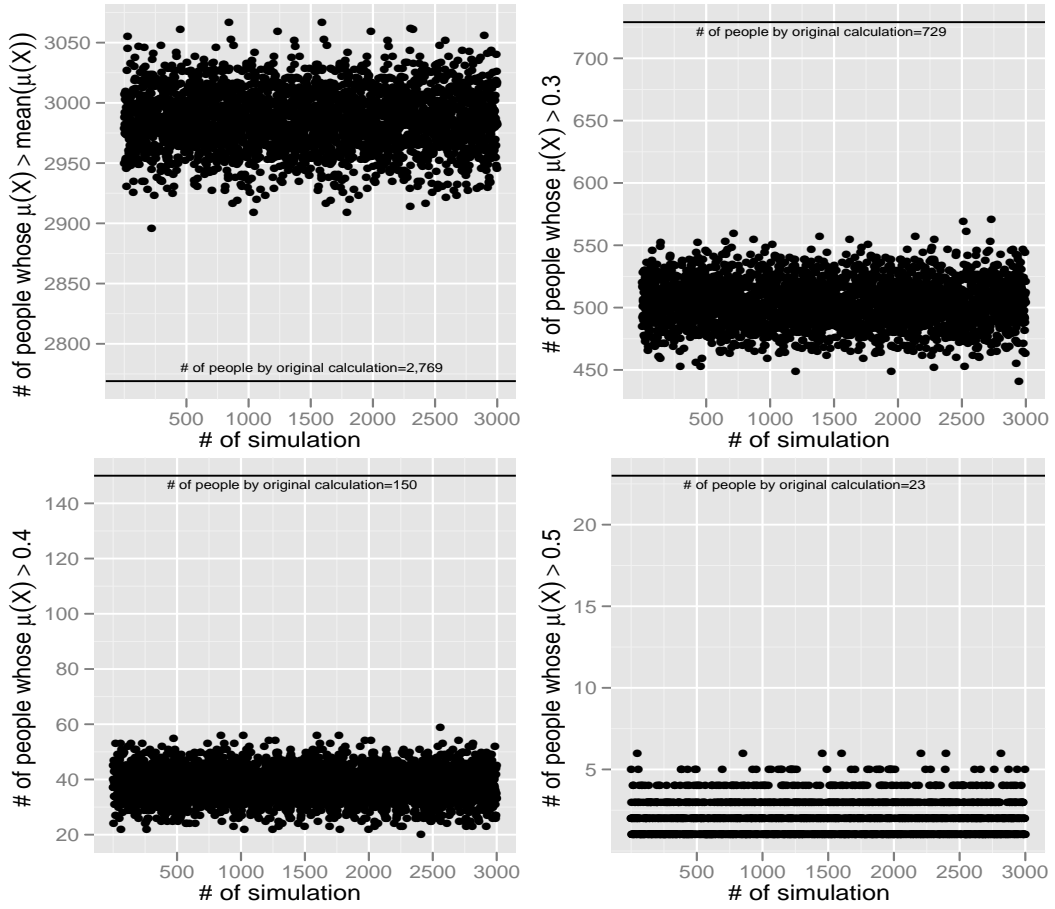 # of people whose µ(X) > mean(µ(X))
3050
3000
2950
2900
2850
2800
# of people by original calculation=2,769
500 1000 1500 2000 2500 3000
# of simulation
# of people whose µ(X) > 0.3
700
650
600
550
500
450
# of people by original calculation=729
500 1000 1500 2000 2500 3000
# of simulation
# of people whose µ(X) > 0.4
140
120
100
80
60
40
20
# of people by original calculation=150
500 1000 1500 2000 2500 3000
# of simulation
# of people whose µ(X) > 0.5
20
15
10
5
# of people by original calculation=23
500 1000 1500 2000 2500 3000
# of simulation